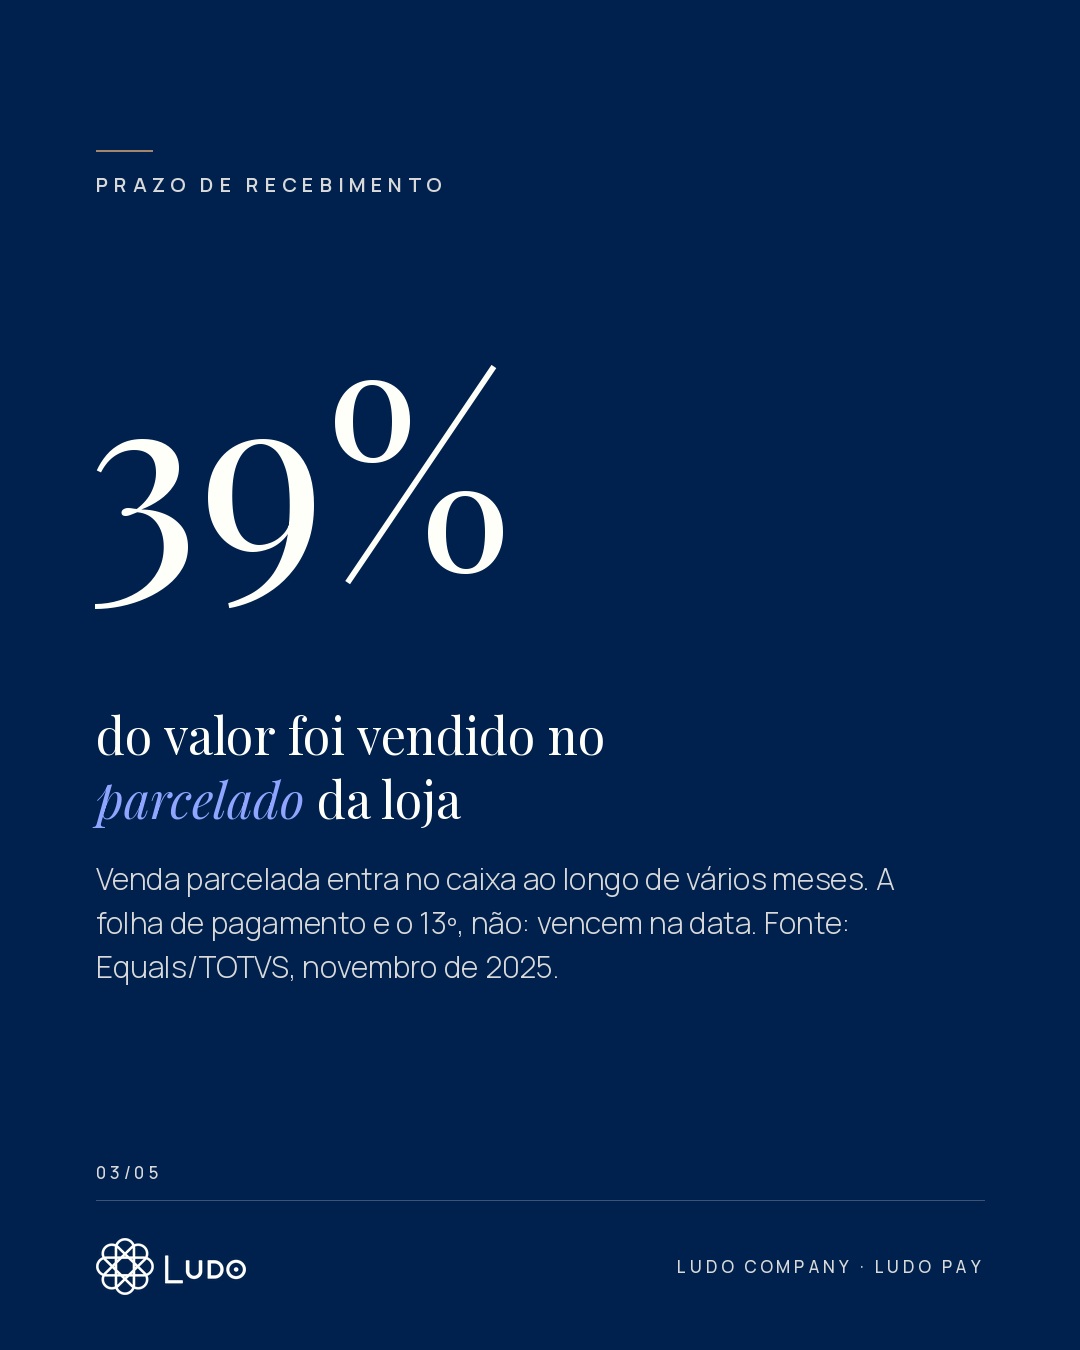 PRAZO DE RECEBIMENTO
39%
do valor foi vendido no
parcelado da loja
Venda parcelada entra no caixa ao longo de vários meses. A
folha de pagamento e o 13º, não: vencem na data. Fonte:
Equals/TOTVS, novembro de 2025.
03/05
LUDO
LUDO COMPANY · LUDO PAY